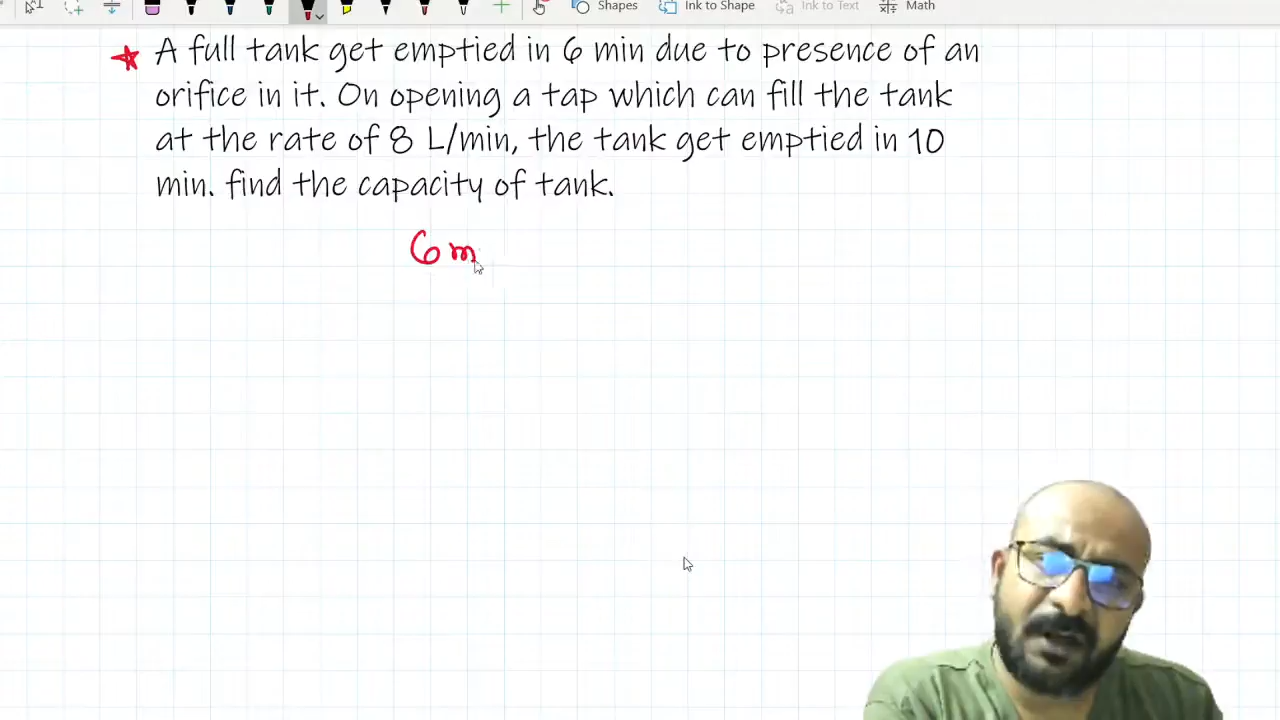 Shapes
Ink to Shape
Ink to Text
Math
A full tank get emptied in 6 min due to presence of an
orifice in it. On opening a tap which can fill the tank
at the rate of 8 L/min, the tank get emptied in 10
min. find the capacity of tank.
6 m